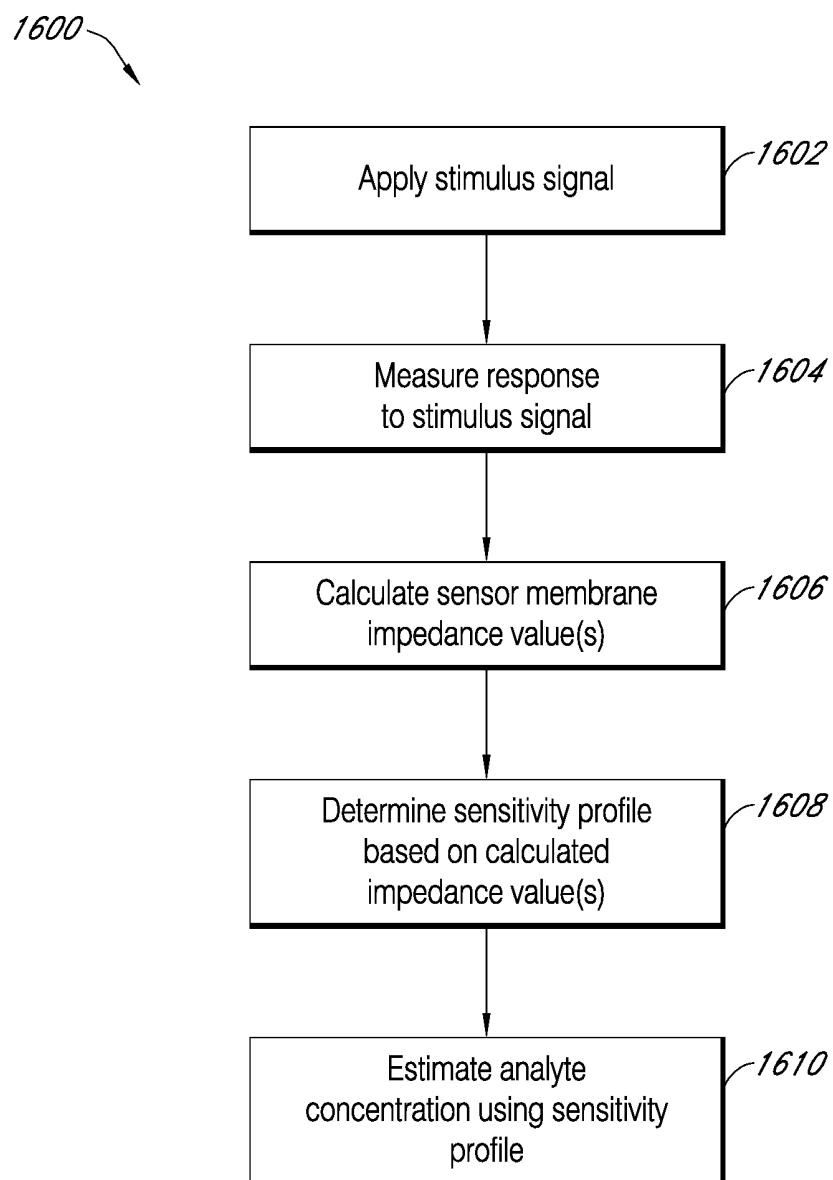 1600
Apply stimulus signal
1602
Measure response
to stimulus signal
1604
Calculate sensor membrane
impedance value(s)
1606
Determine sensitivity profile
based on calculated
impedance value(s)
1608
Estimate analyte
concentration using sensitivity
profile
1610